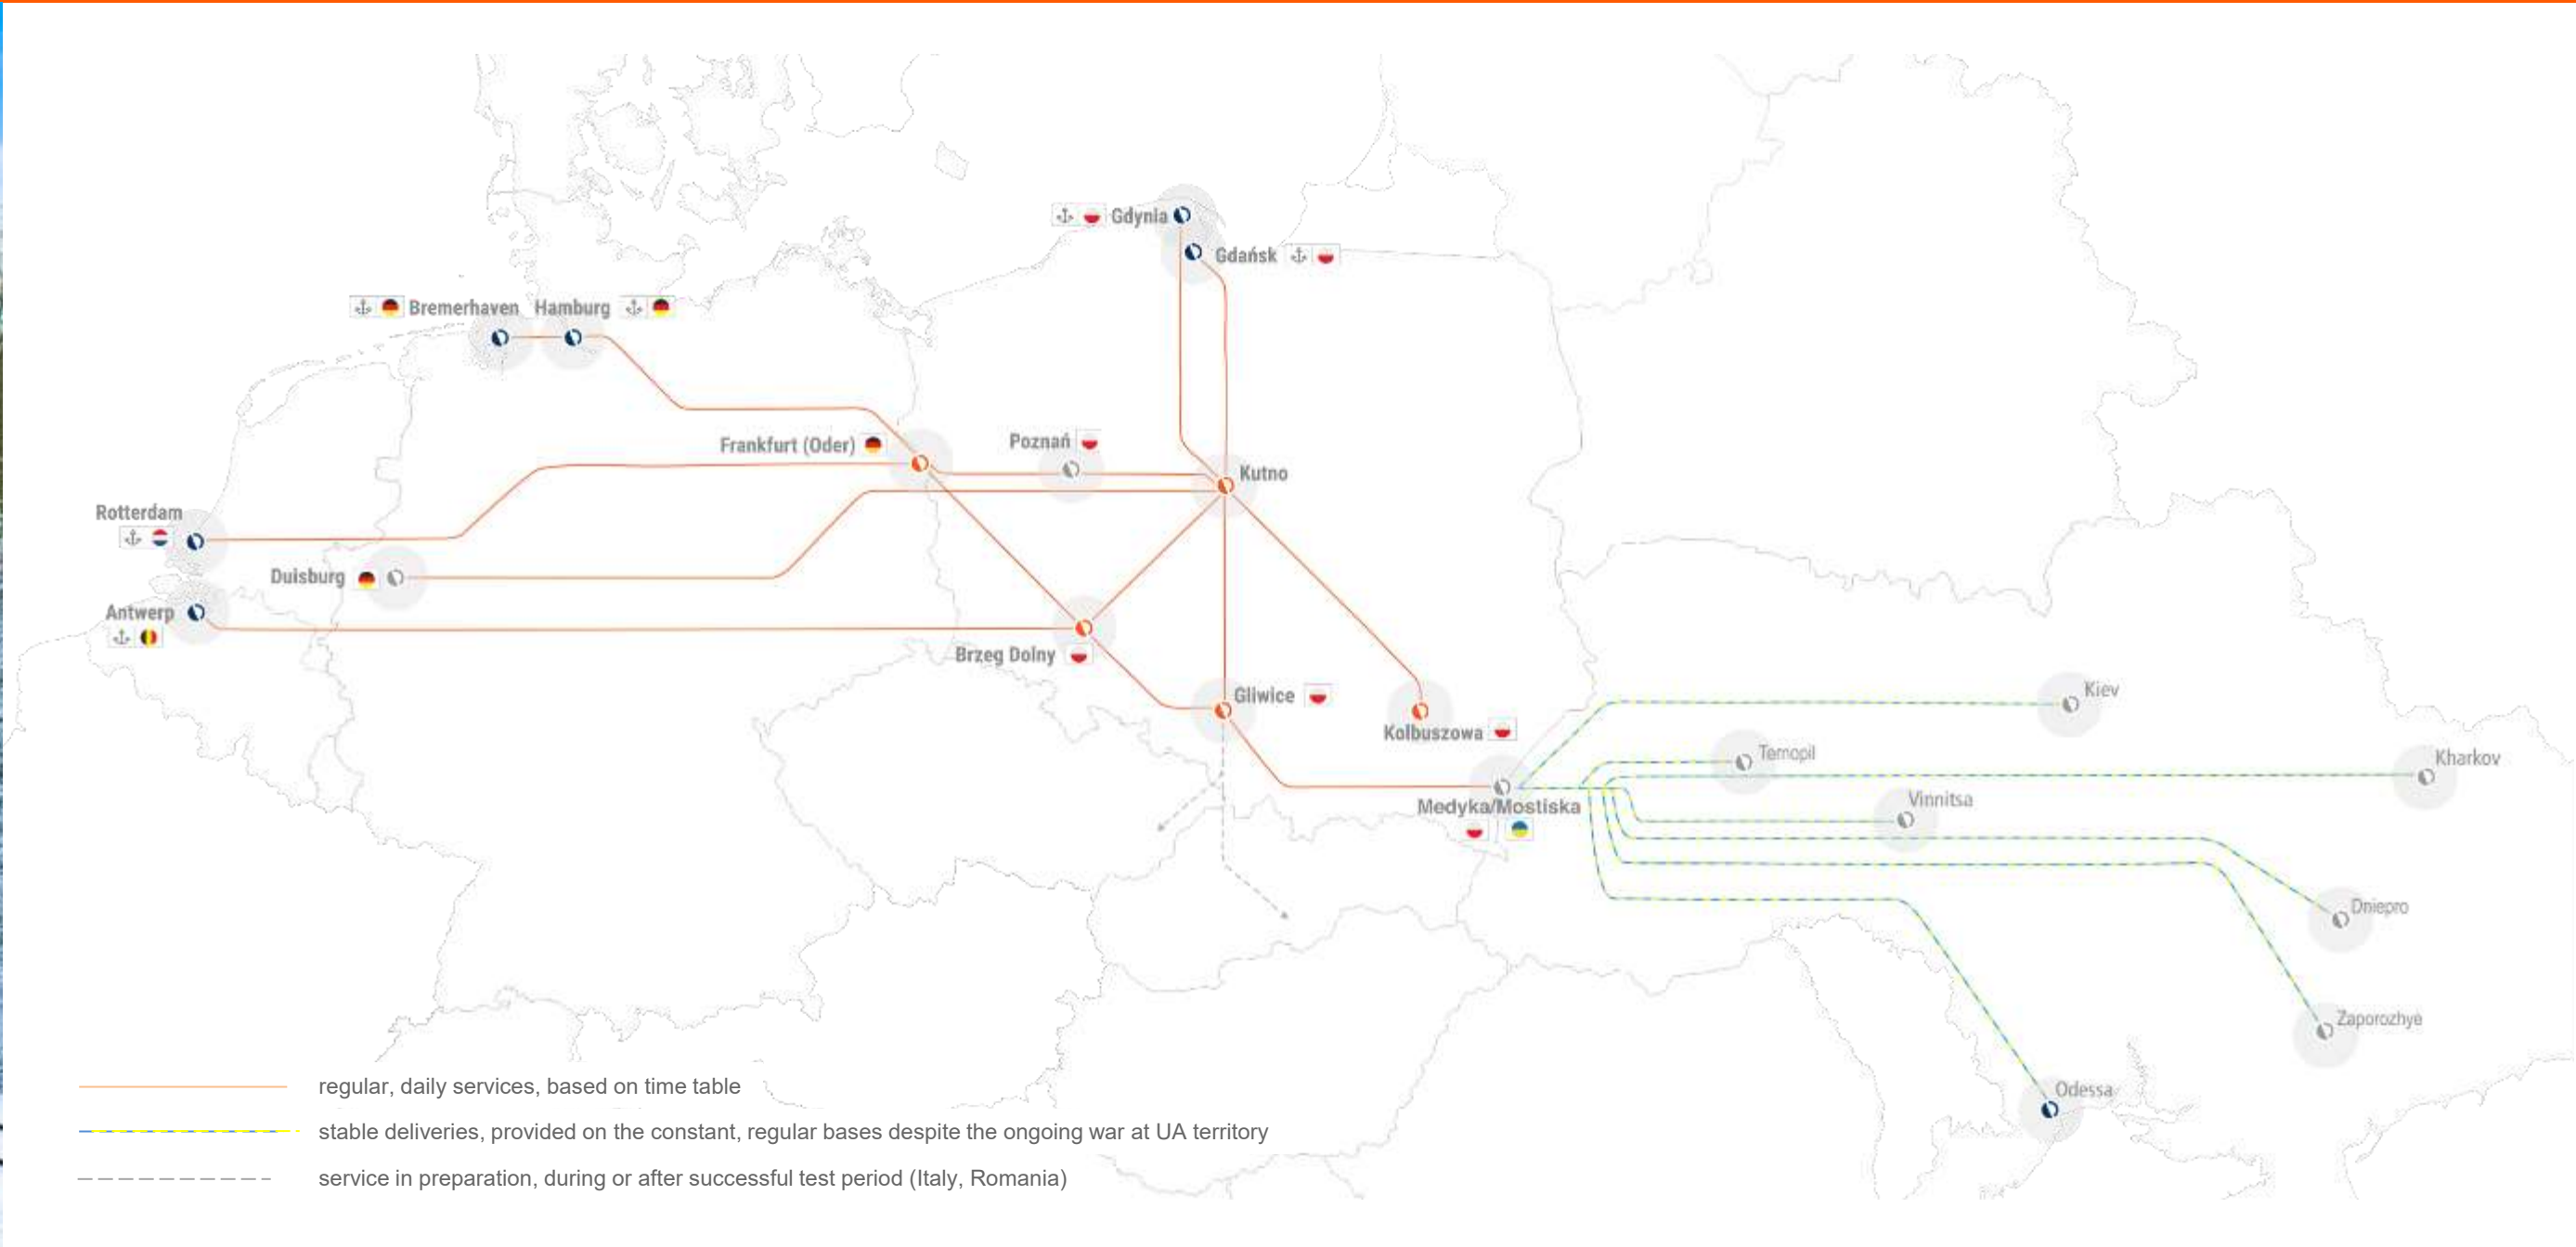 Gdynia
Gdańsk
Bremerhaven
Hamburg
Frankfurt (Oder)
Poznań
Kutno
Rotterdam
Duisburg
Antwerp
Brzeg Dolny
Gliwice
Kolbuszowa
Medyka/Mostiska
Kiev
Ternopil
Kharkov
Vinnitsa
Dniepro
Zaporozhye
Odessa
regular, daily services, based on time table
stable deliveries, provided on the constant, regular bases despite the ongoing war at UA territory
service in preparation, during or after successful test period (Italy, Romania)